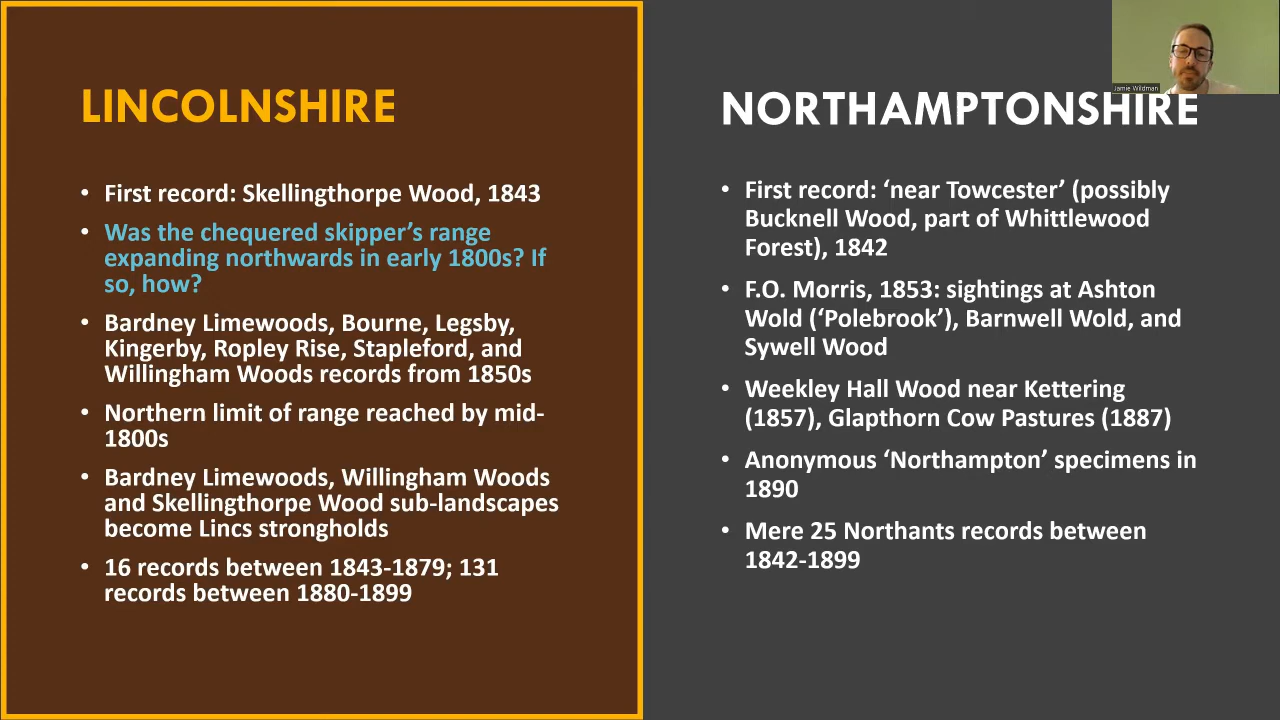 LINCOLNSHIRE
• First record: Skellingthorpe Wood, 1843
• Was the chequered skipper’s range
expanding northwards in early 1800s? If
so, how?
• Bardney Limewoods, Bourne, Legsby,
Kingerby, Ropley Rise, Stapleford, and
Willingham Woods records from 1850s
• Northern limit of range reached by mid-
1800s
• Bardney Limewoods, Willingham Woods
and Skellingthorpe Wood sub-landscapes
become Lincs strongholds
• 16 records between 1843-1879; 131
records between 1880-1899
Jamie Wildman
NORTHAMPTONSHIRE
• First record: ‘near Towcester’ (possibly
Bucknell Wood, part of Whittlewood
Forest), 1842
• F.O. Morris, 1853: sightings at Ashton
Wold (‘Polebrook’), Barnwell Wold, and
Sywell Wood
• Weekley Hall Wood near Kettering
(1857), Glapthorn Cow Pastures (1887)
• Anonymous ‘Northampton’ specimens in
1890
• Mere 25 Northants records between
1842-1899